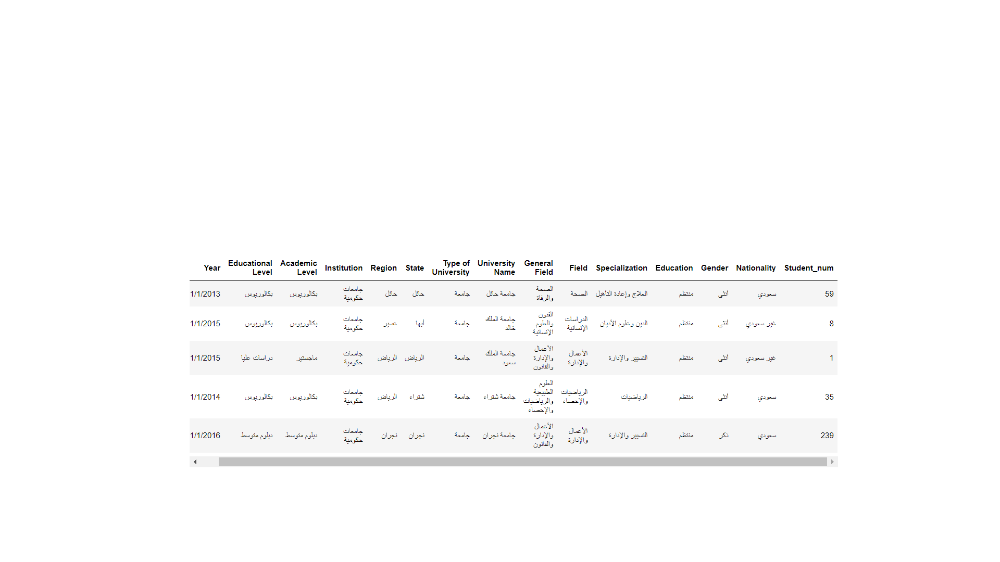 Year Educational Level Academic Level Institution Region State Type of University University Name General Field Field Specialization Education Gender Nationality Student_num
1/1/2013 بكالوريوس بكالوريوس جامعات حكومية حائل حائل جامعة جامعة حائل الصحة والرفاة الصحة العلاج وإعادة التأهيل منتظم أنثى سعودي 59
1/1/2015 بكالوريوس بكالوريوس جامعات حكومية عسير أبها جامعة جامعة الملك خالد الفنون والعلوم الإنسانية الدراسات الإنسانية الدين وعلوم الأديان منتظم أنثى غير سعودي 8
1/1/2015 دراسات عليا ماجستير جامعات حكومية الرياض الرياض جامعة جامعة الملك سعود الأعمال والإدارة والقانون الأعمال والإدارة التسيير والإدارة منتظم أنثى غير سعودي 1
1/1/2014 بكالوريوس بكالوريوس جامعات حكومية الرياض شقراء جامعة جامعة شقراء العلوم الطبيعية والرياضيات والإحصاء الرياضيات والإحصاء الرياضيات منتظم أنثى سعودي 35
1/1/2016 دبلوم متوسط دبلوم متوسط جامعات حكومية نجران نجران جامعة جامعة نجران الأعمال والإدارة والقانون الأعمال والإدارة التسيير والإدارة منتظم ذكر سعودي 239